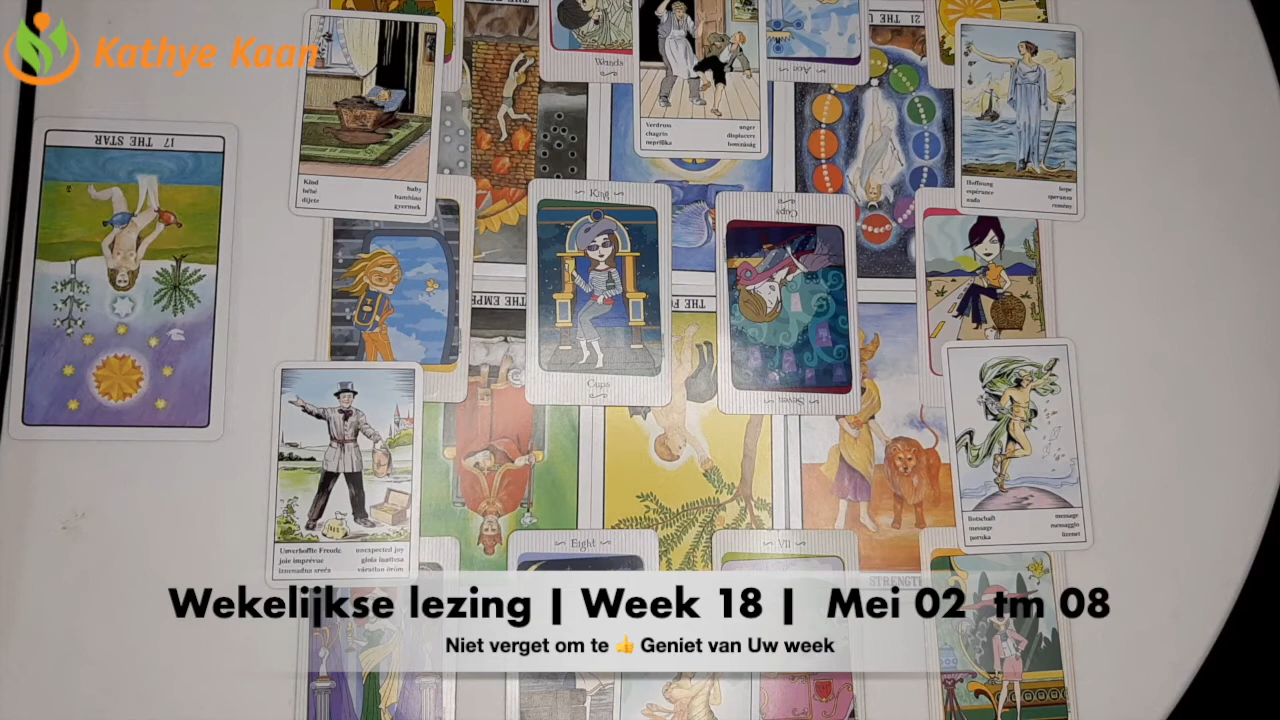 Kathye Kaan
21 THE U
Wands
Ace
17 THE STAR
Verdruss
chagrin
neprilika
anger
displacere
bosszúság
Kind
bébé
dijete
baby
bambino
gyermek
Hoffnung
espérance
nada
hope
speranza
remény
King
Cups
THE EMPE
THE FO
Cups
Seven
Unverhoffte Freude
joie imprévue
iznenadna sreća
unexpected joy
gioia inattesa
váratlan öröm
Botschaft
message
poruka
message
messaggio
üzenet
Eight
VII
STRENGTH
Wekelijkse lezing | Week 18 | Mei 02 tm 08
Niet verget om te 👍 Geniet van Uw week